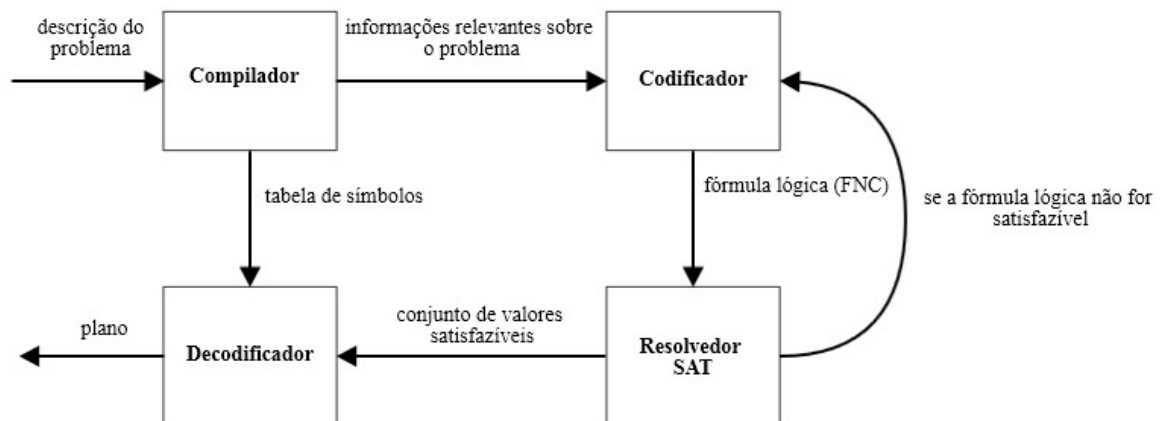 descrição do
problema
informações relevantes sobre
o problema
Compilador
Codificador
tabela de símbolos
fórmula lógica (FNC)
se a fórmula lógica não for
satisfazível
plano
conjunto de valores
satisfazíveis
Decodificador
Resolvedor
SAT